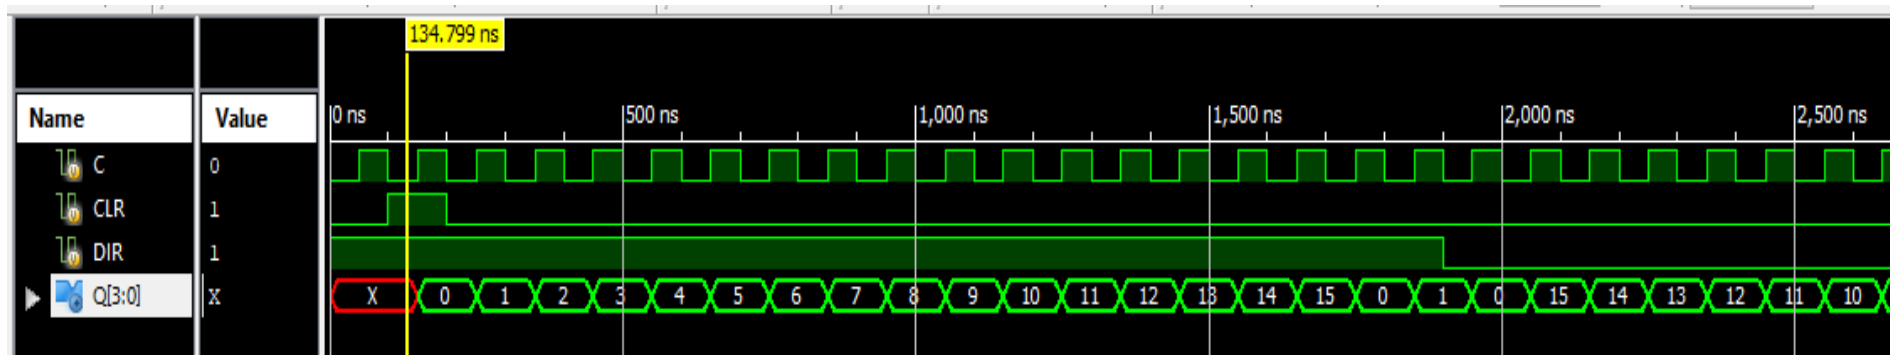 134.799 ns
Name Value 0 ns 500 ns 1,000 ns 1,500 ns 2,000 ns 2,500 ns
C 0
CLR 1
DIR 1
Q[3:0] X X 0 1 2 3 4 5 6 7 8 9 10 11 12 13 14 15 0 1 0 15 14 13 12 11 10